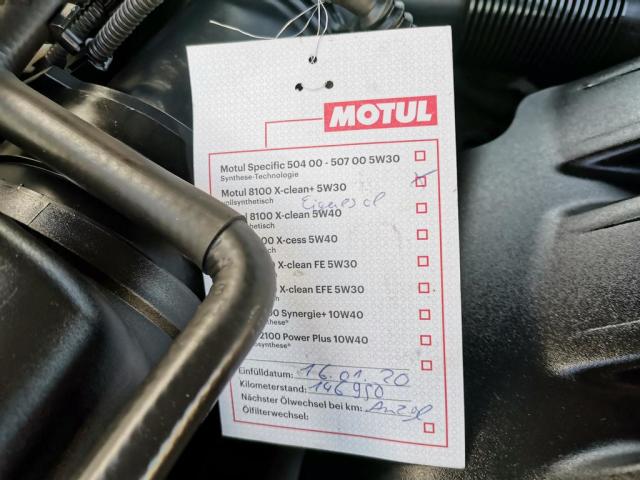 MOTUL
Motul Specific 504 00 - 507 00 5W30
Synthese-Technologie
Motul 8100 X-clean+ 5W30
Eigenes öl
8100 X-clean 5W40
X-cess 5W40
X-clean FE 5W30
X-clean EFE 5W30
Synergie+ 10W40
2100 Power Plus 10W40
Einfülldatum: 16.01.20
Kilometerstand: 146950
Nächster Ölwechsel bei km: Anzgl
Ölfilterwechsel: